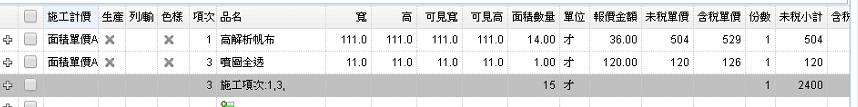 施工計價 生產 列/輸 色樣 項次 品名 寬 高 可見寬 可見高 面積數量 單位 報價金額 未稅單價 含稅單價 份數 未稅小計 含稅
面積單價A 色 1 高解析帆布 111.0 111.0 111.0 111.0 14.00 才 36.00 504 529 1 504
面積單價A 色 3 噴圖全透 11.0 11.0 11.0 11.0 1.00 才 120.00 120 126 1 120
3 施工項次:1,3, 15 才 1 2400